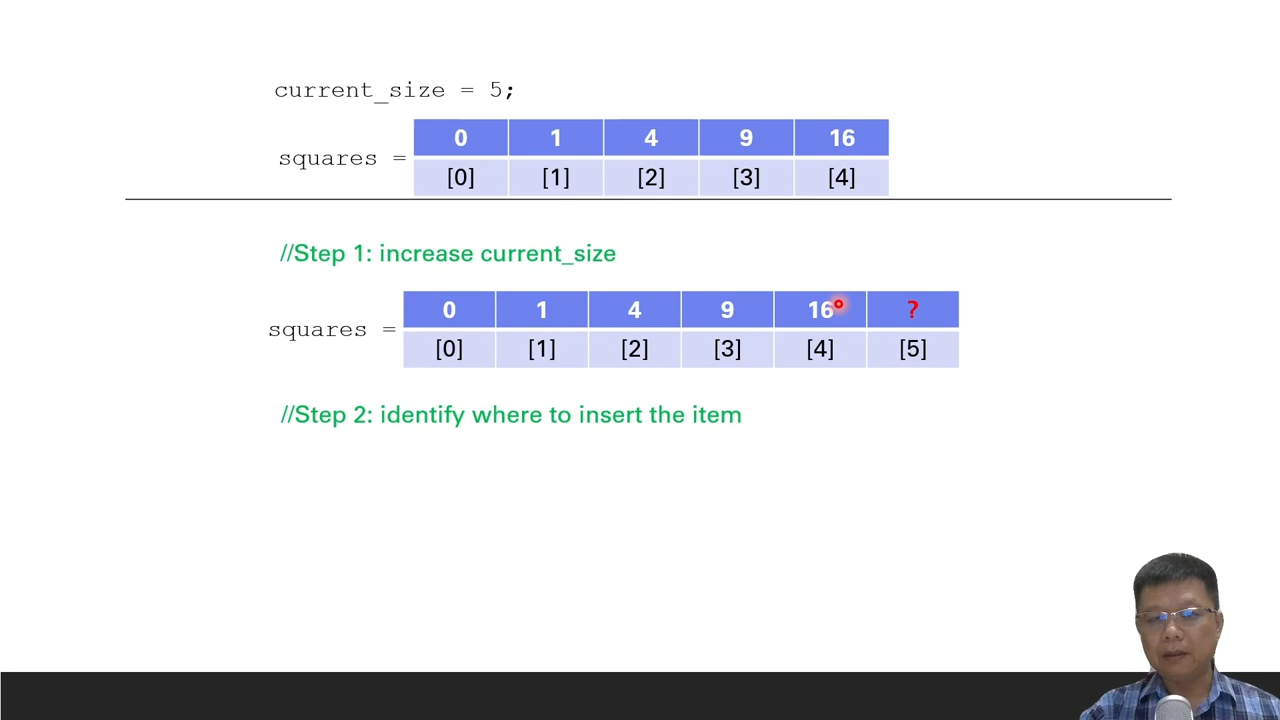 current_size = 5;
0 1 4 9 16
squares =
[0] [1] [2] [3] [4]
//Step 1: increase current_size
0 1 4 9 16 ?
squares =
[0] [1] [2] [3] [4] [5]
//Step 2: identify where to insert the item